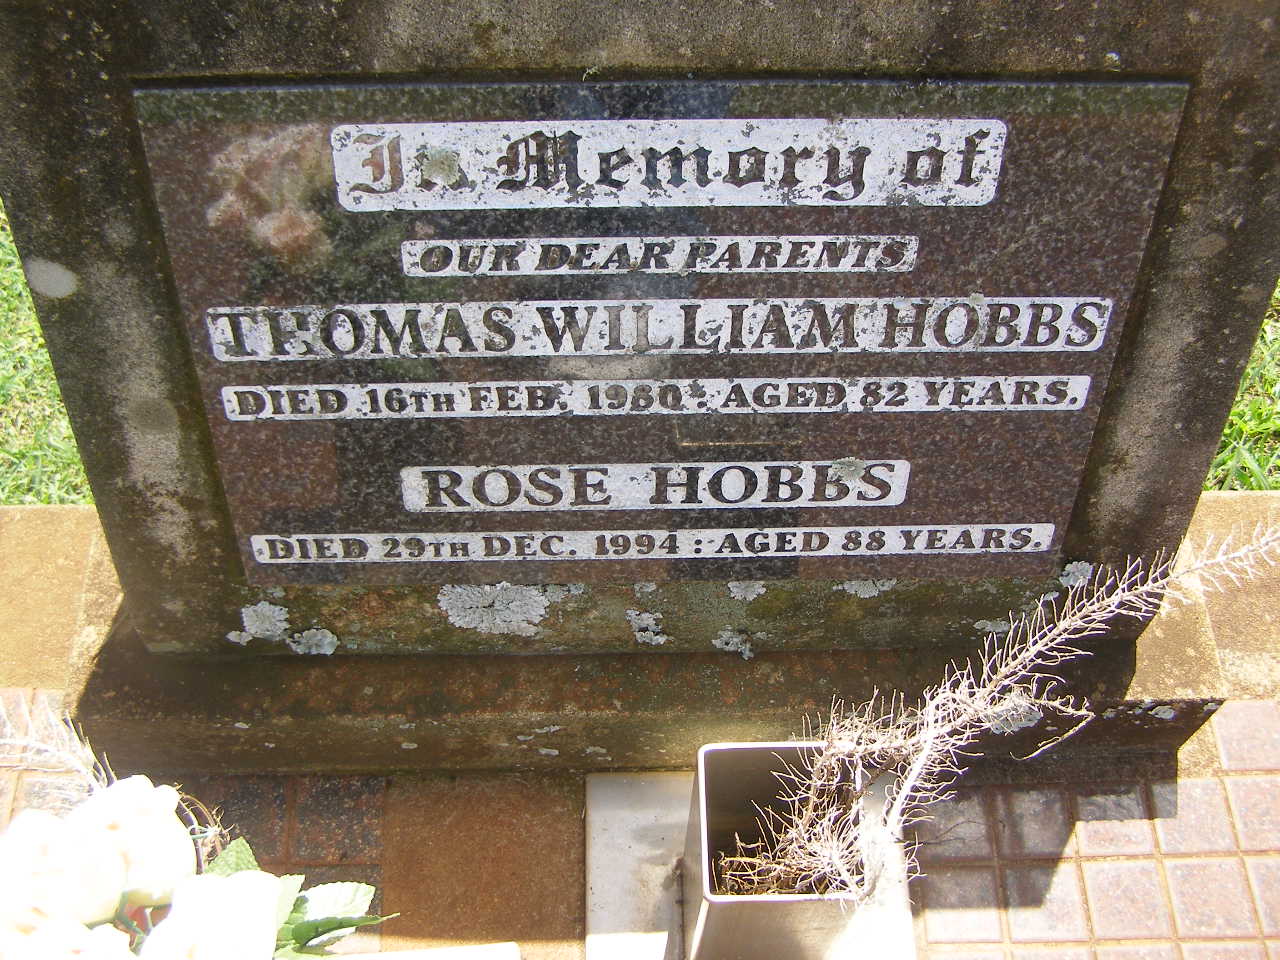 In Memory of
OUR DEAR PARENTS
THOMAS WILLIAM HOBBS
DIED 16TH FEB. 1980 : AGED 82 YEARS.
ROSE HOBBS
DIED 29TH DEC. 1994 : AGED 88 YEARS.